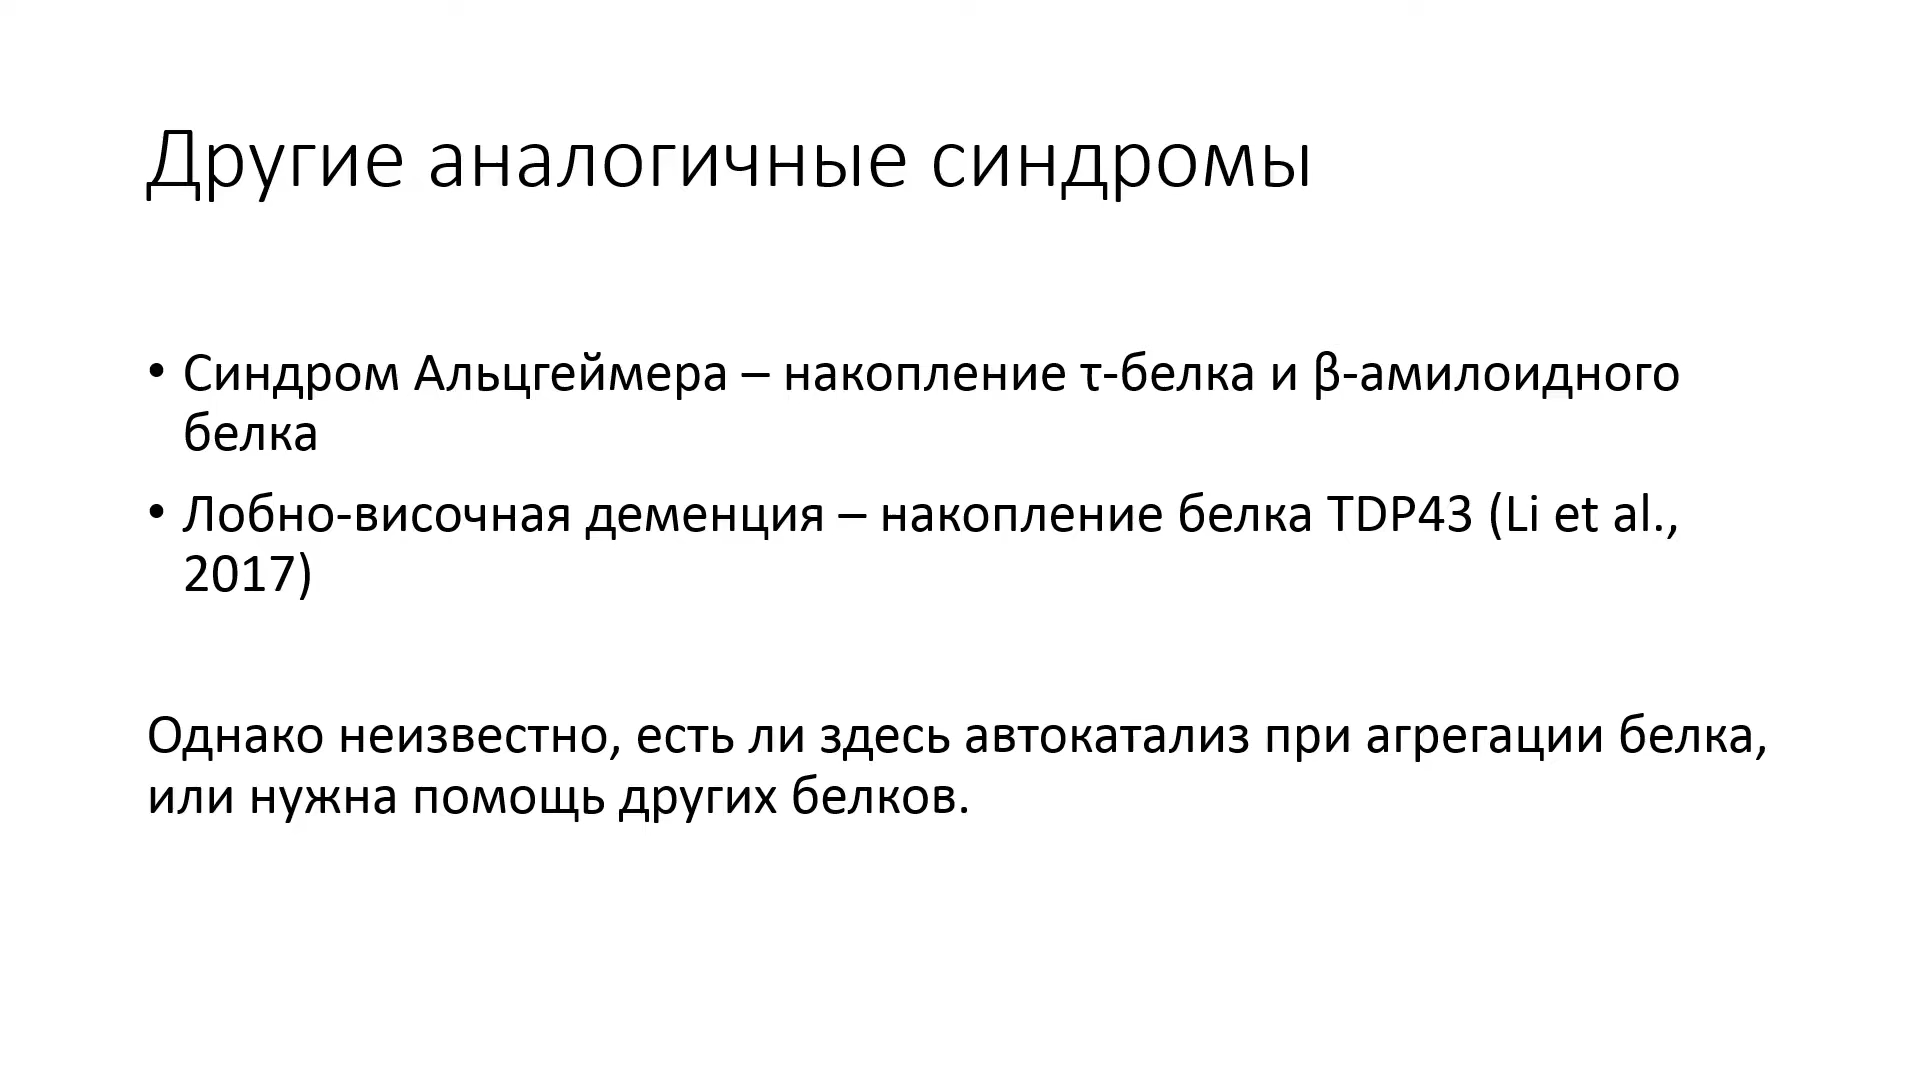 Другие аналогичные синдромы
• Синдром Альцгеймера – накопление τ-белка и β-амилоидного
белка
• Лобно-височная деменция – накопление белка TDP43 (Li et al.,
2017)
Однако неизвестно, есть ли здесь автокатализ при агрегации белка,
или нужна помощь других белков.